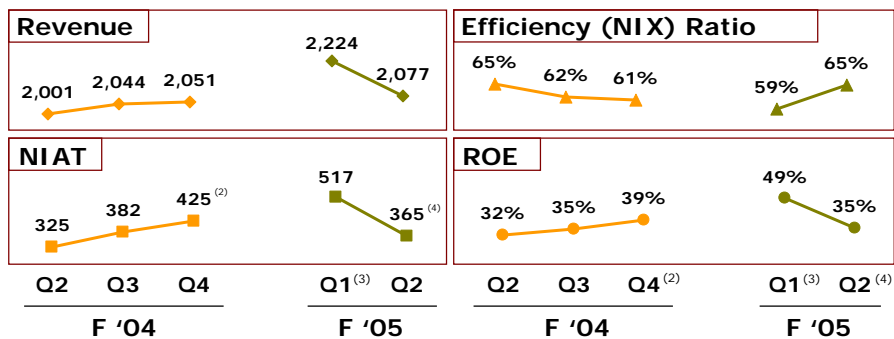 Revenue
2,001 2,044 2,051 2,224 2,077
Efficiency (NIX) Ratio
65% 62% 61% 59% 65%
NIAT
325 382 425 (2) 517 365 (4)
ROE
32% 35% 39% 49% 35%
Q2 Q3 Q4 Q1 (3) Q2
F '04 F '05
Q2 Q3 Q4 (2) Q1 (3) Q2 (4)
F '04 F '05